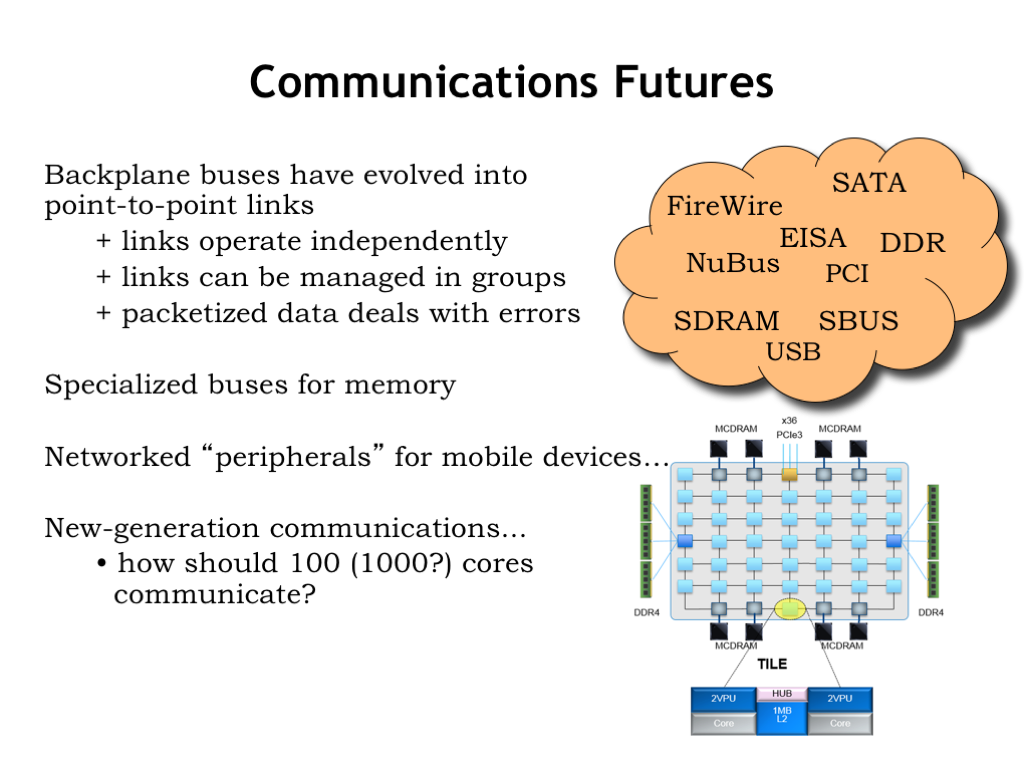 Communications Futures
Backplane buses have evolved into
point-to-point links
+ links operate independently
+ links can be managed in groups
+ packetized data deals with errors
Specialized buses for memory
Networked “peripherals” for mobile devices…
New-generation communications…
• how should 100 (1000?) cores
communicate?
SATA
FireWire
EISA
DDR
NuBus
PCI
SDRAM
SBUS
USB
x36
MCDRAM
PCIe3
MCDRAM
DDR4
DDR4
MCDRAM
MCDRAM
TILE
2VPU
HUB
2VPU
1MB
L2
Core
Core